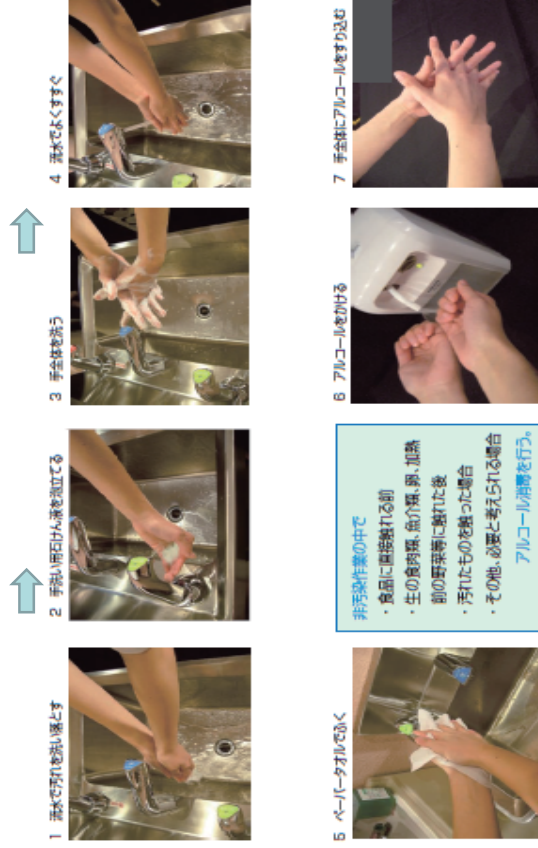 1 流水で汚れを洗い落とす
2 手洗い用石けん液を泡立てる
3 手全体を洗う
4 流水でよくすすぐ
5 ペーパータオルでふく
非汚染作業の中で
・食品に直接触れる前
・生の食肉類、魚介類、卵、加熱
前の野菜等に触れた後
・汚れたものを触った場合
・その他、必要と考えられる場合
アルコール消毒を行う。
6 アルコールをかける
7 手全体にアルコールをすり込む